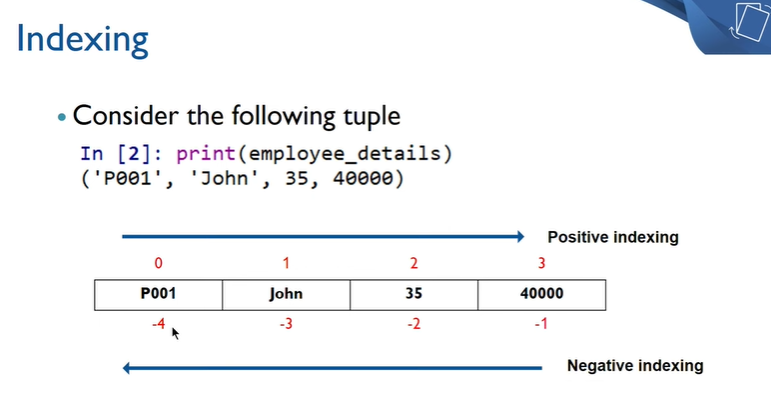 Indexing
• Consider the following tuple
In [2]: print(employee_details)
('P001', 'John', 35, 40000)
Positive indexing
0 1 2 3
P001 John 35 40000
-4 -3 -2 -1
Negative indexing